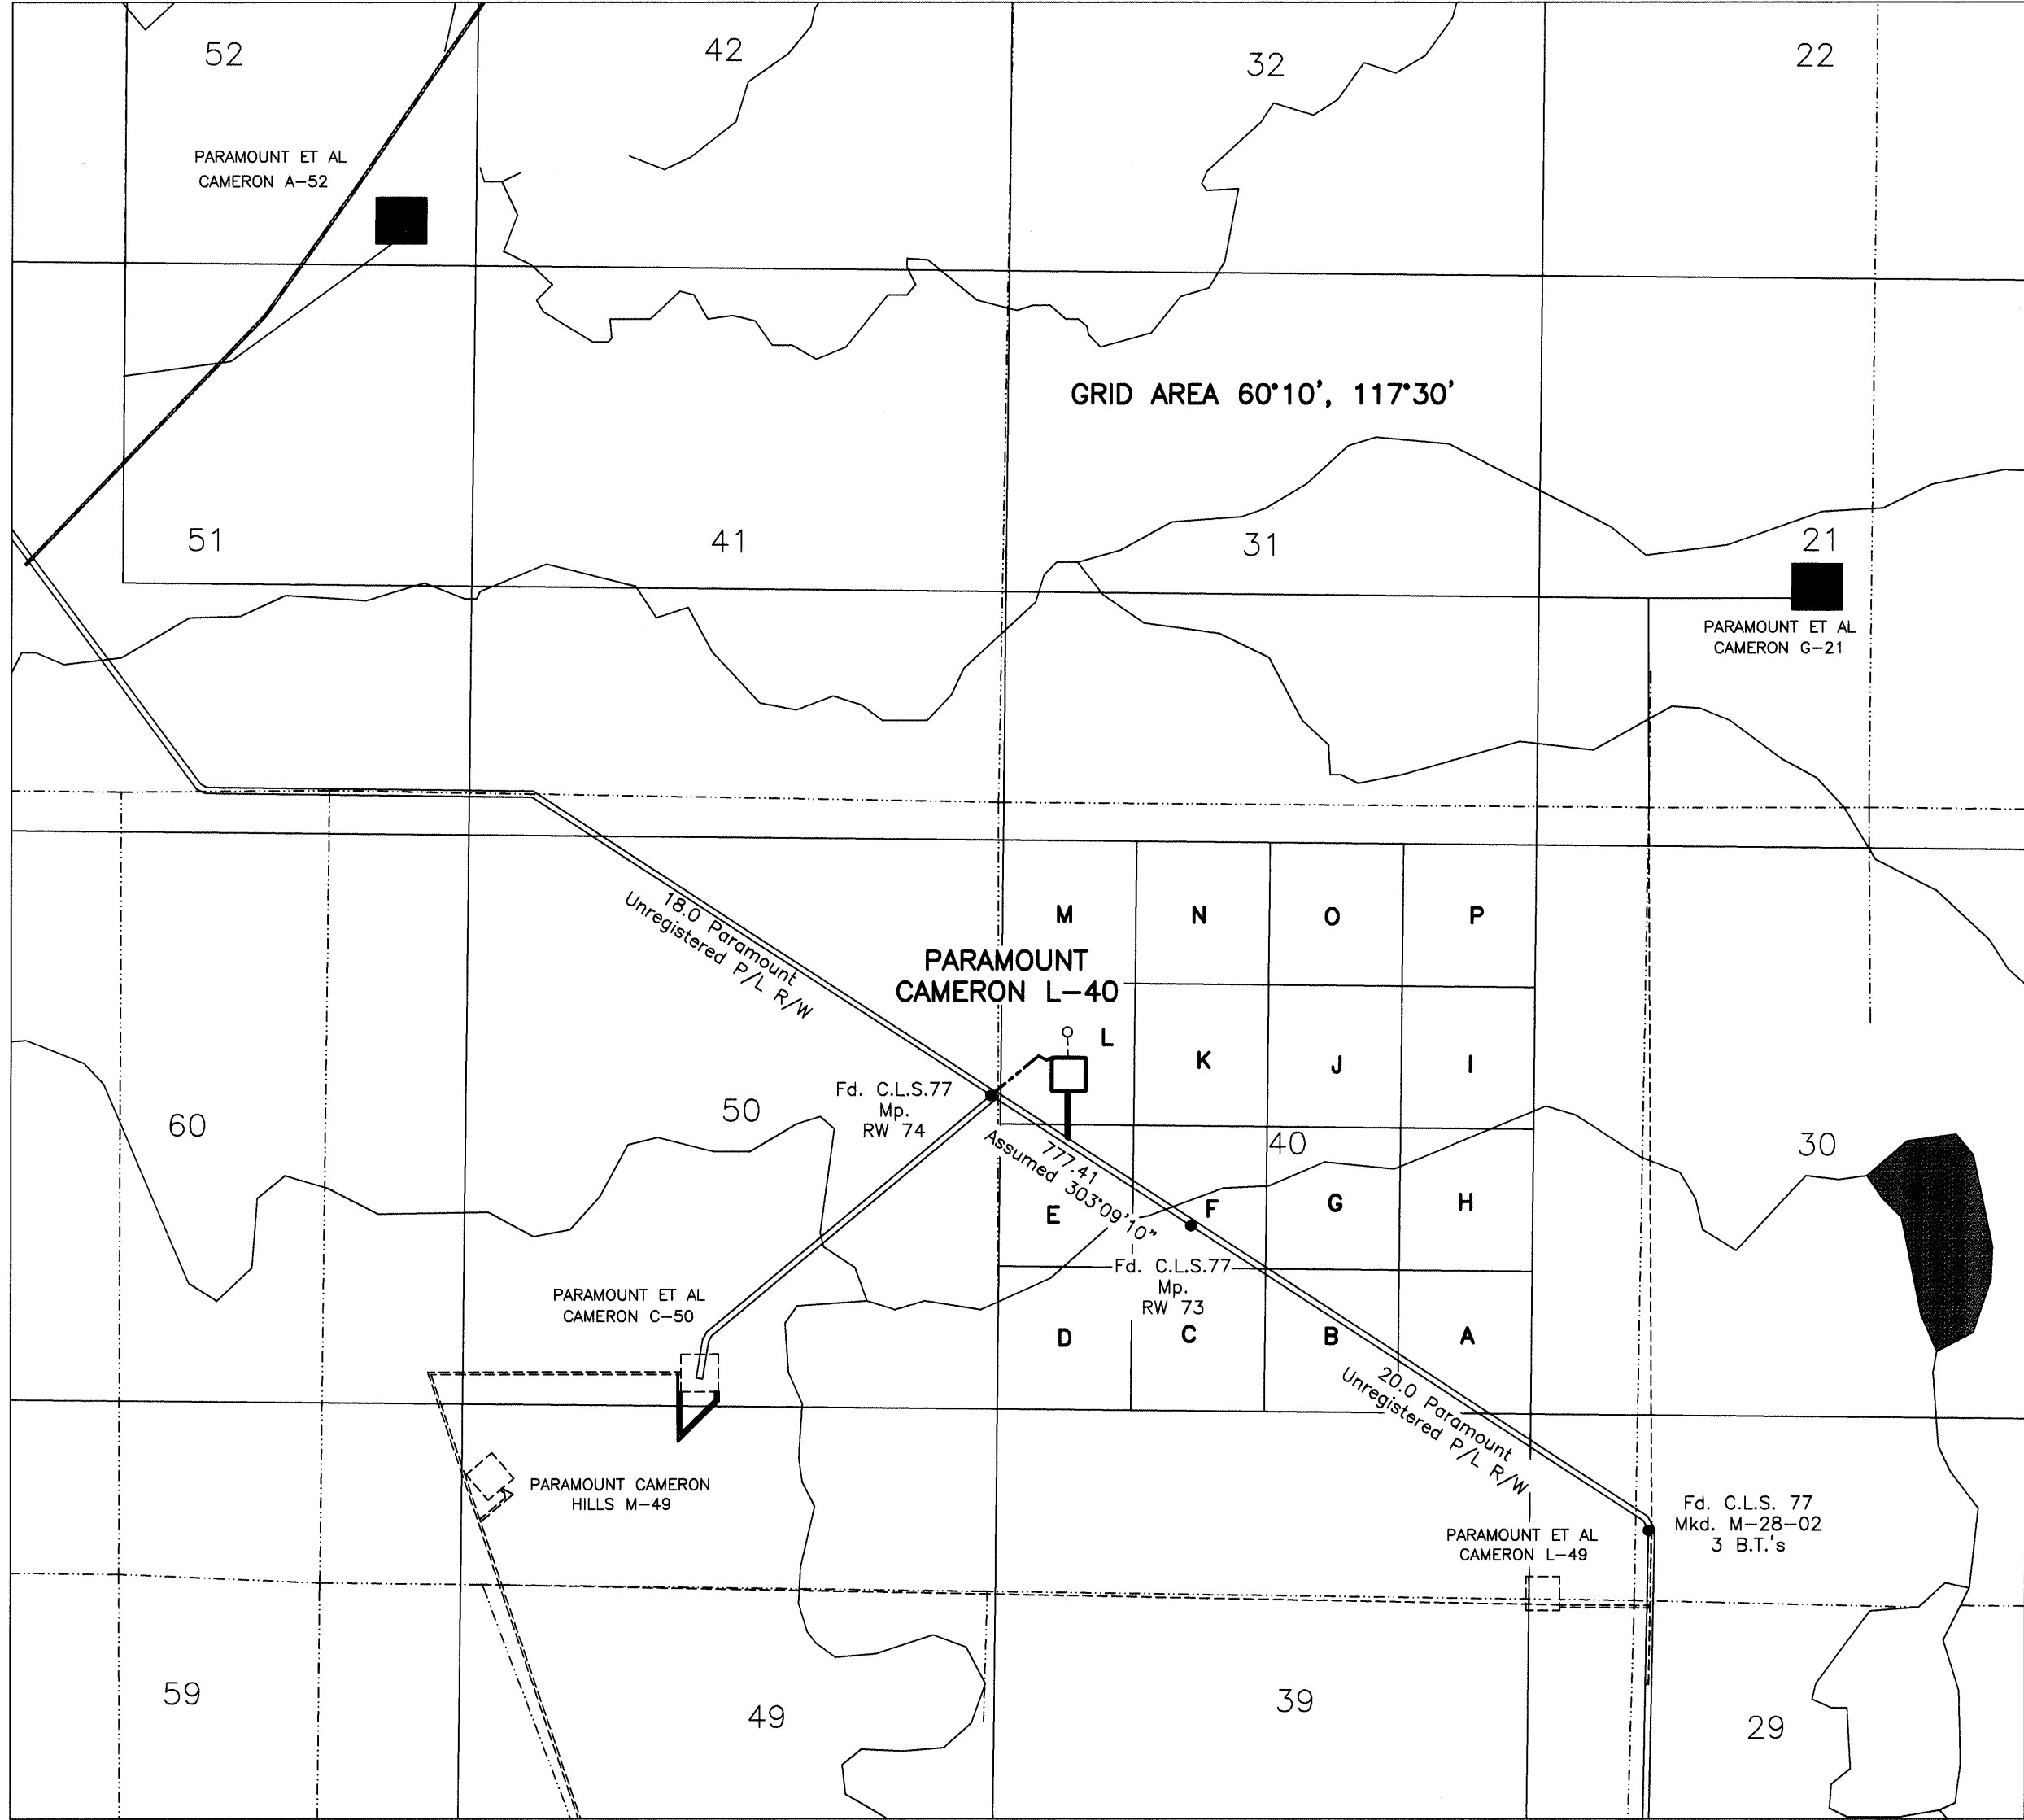 52
42
32
22
PARAMOUNT ET AL
CAMERON A-52
GRID AREA 60°10', 117°30'
51
41
31
21
PARAMOUNT ET AL
CAMERON G-21
18.0 Paramount
Unregistered P/L R/W
M
N
O
P
PARAMOUNT
CAMERON L-40
L
K
J
I
Fd. C.L.S.77
Mp.
RW 74
60
50
40
30
777.41
Assumed 303°09'10"
E
F
G
H
Fd. C.L.S.77
Mp.
RW 73
PARAMOUNT ET AL
CAMERON C-50
D
C
B
A
20.0 Paramount
Unregistered P/L R/W
PARAMOUNT CAMERON
HILLS M-49
Fd. C.L.S. 77
Mkd. M-28-02
3 B.T.'s
PARAMOUNT ET AL
CAMERON L-49
59
49
39
29